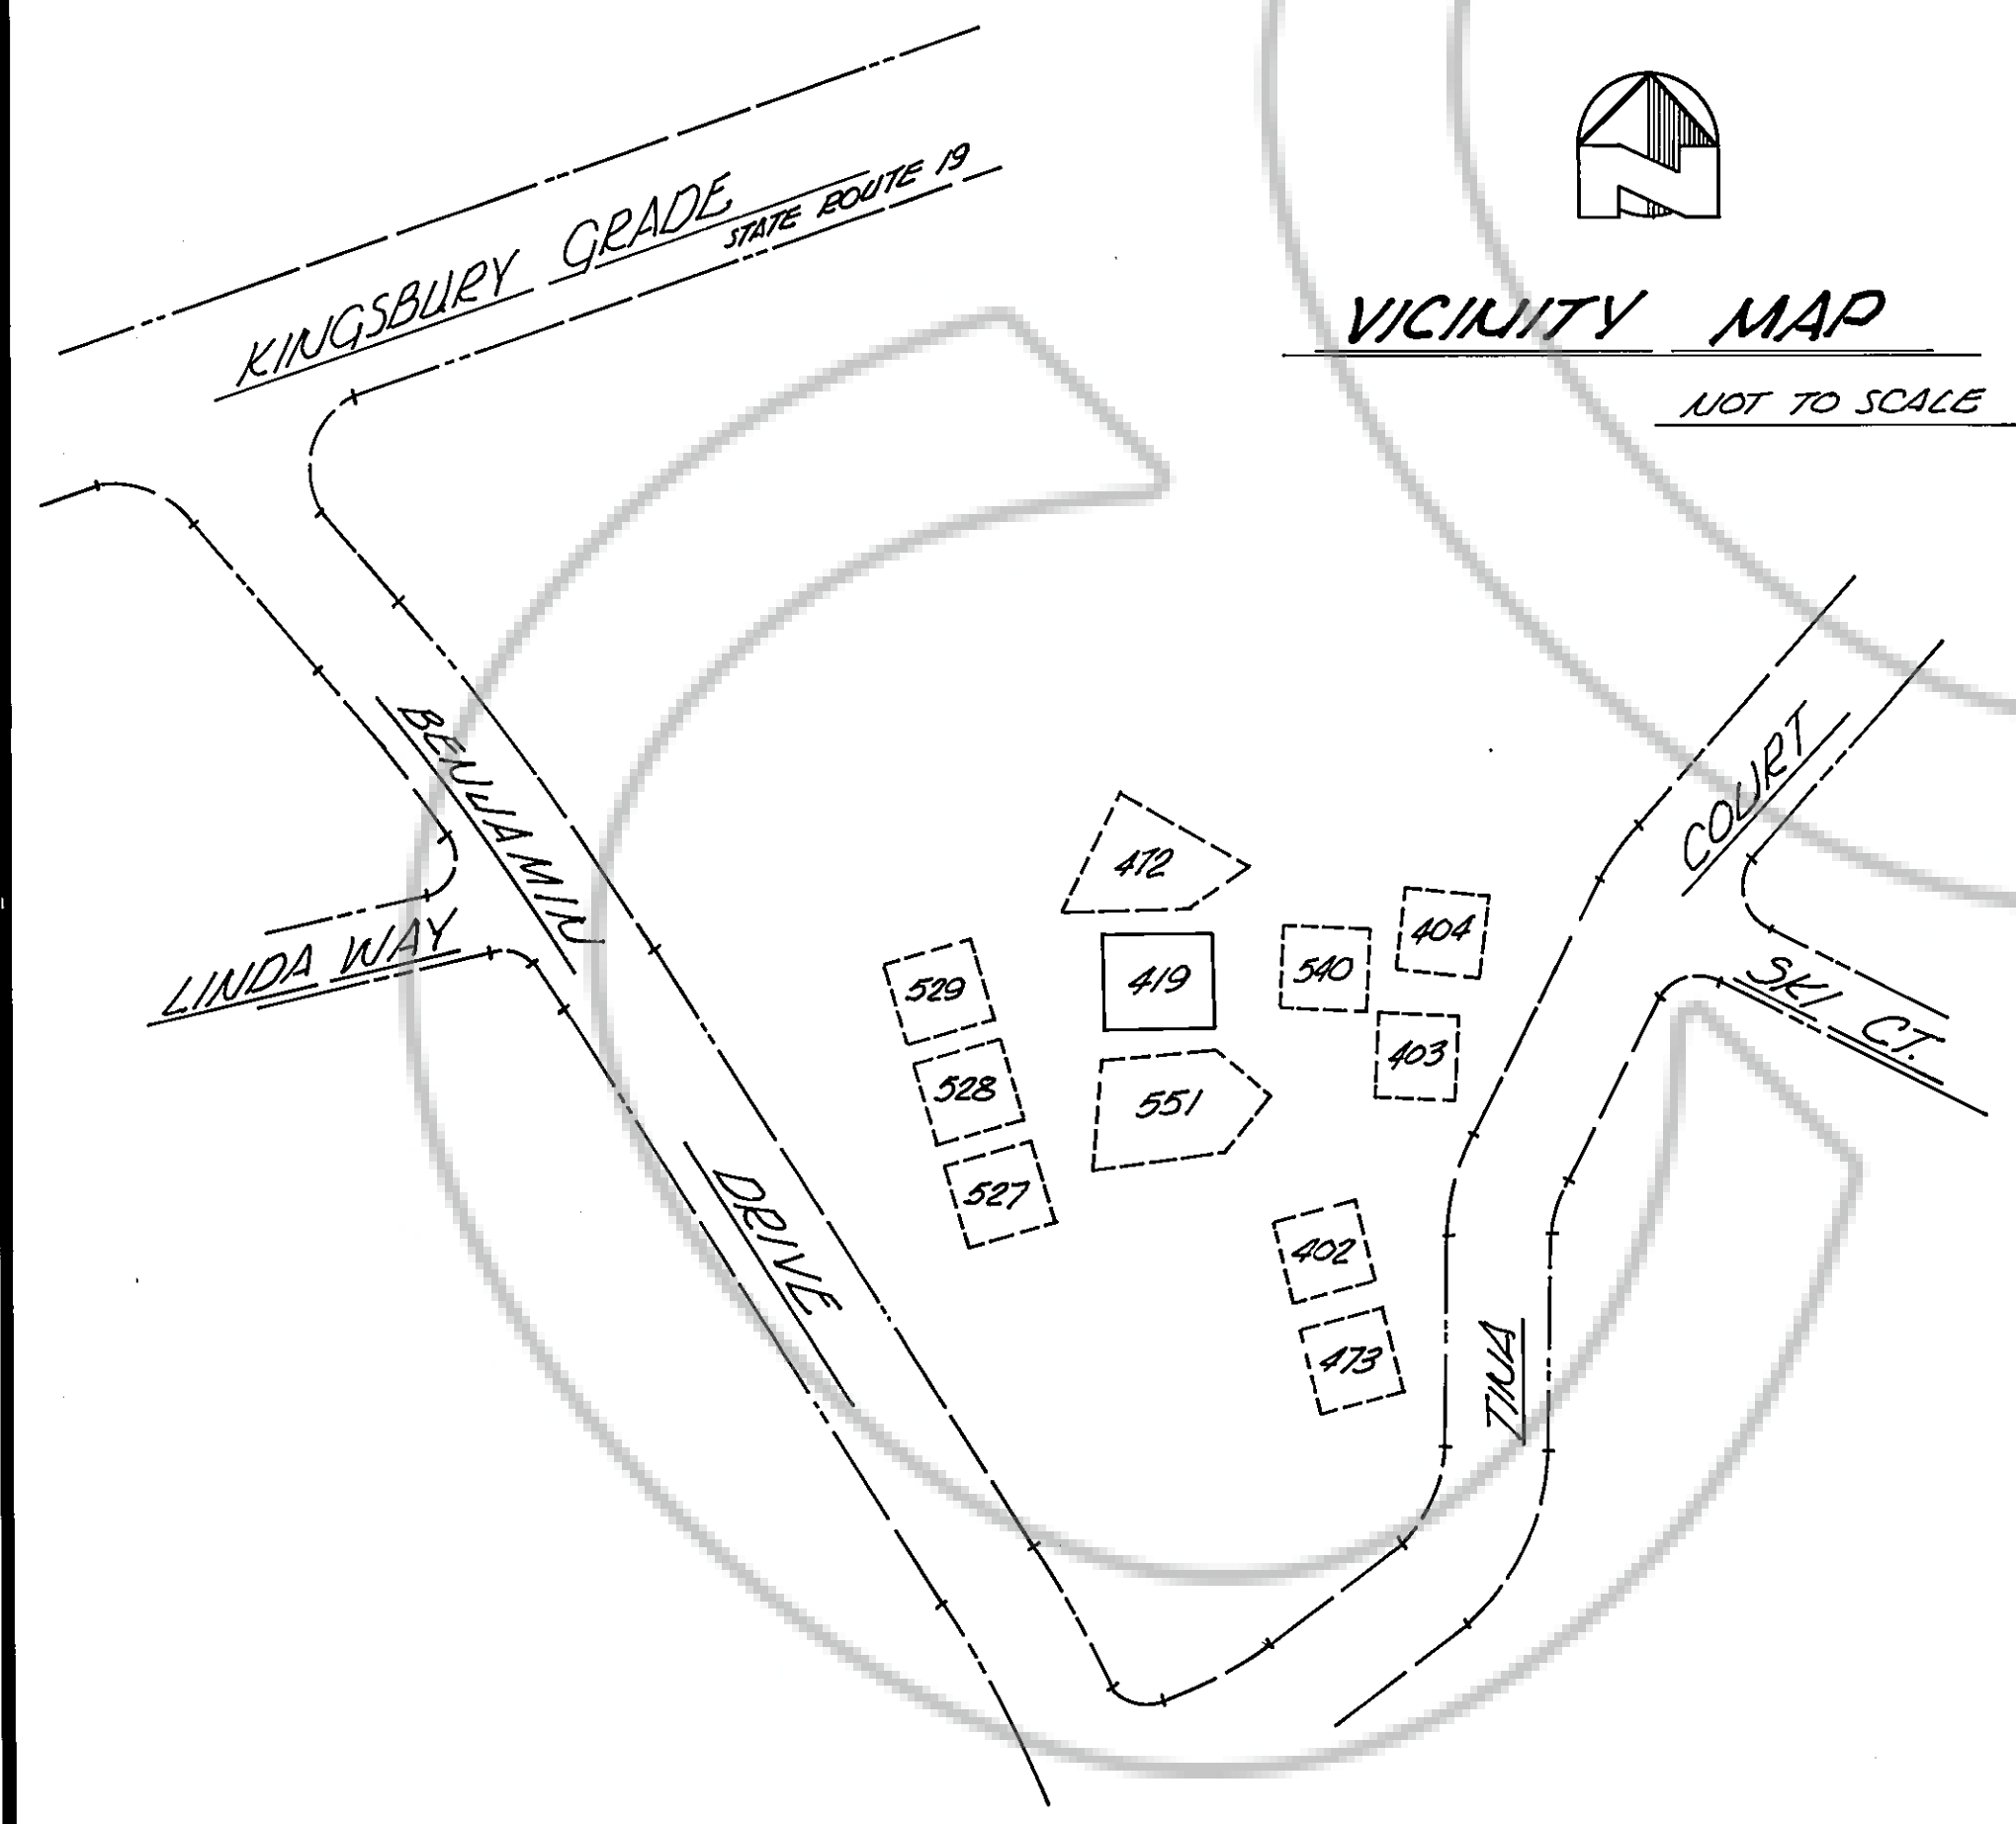 N
KINGSBURY GRADE
STATE ROUTE 19
VICINITY MAP
NOT TO SCALE
BENJAMIN
DRIVE
LINDA WAY
COURT
SKI CT.
TINA
472
404
529
419
540
528
551
403
527
402
473